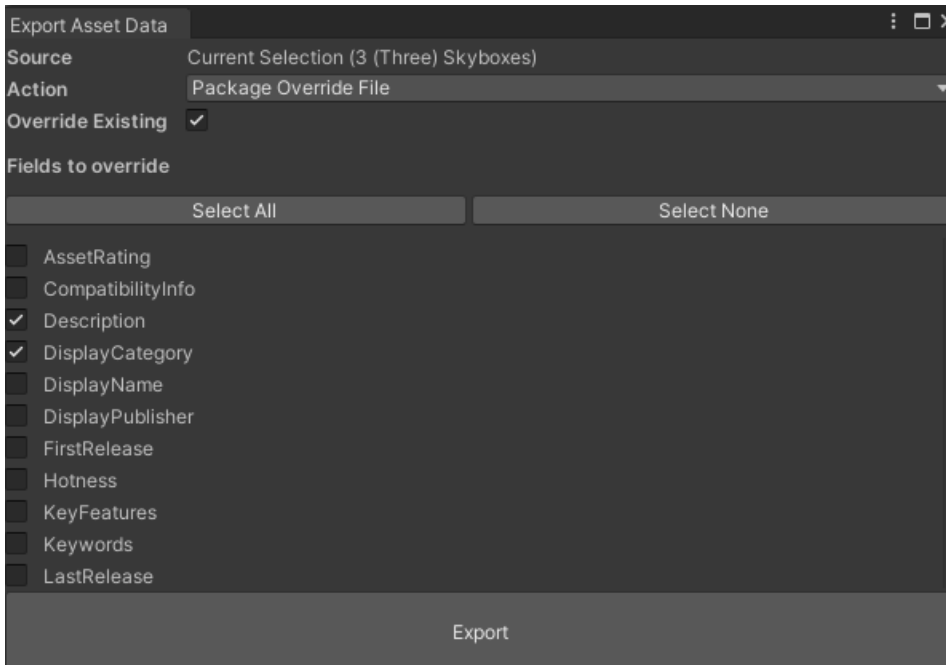 Export Asset Data
Source Current Selection (3 (Three) Skyboxes)
Action Package Override File
Override Existing
Fields to override
Select All Select None
AssetRating
CompatibilityInfo
Description
DisplayCategory
DisplayName
DisplayPublisher
FirstRelease
Hotness
KeyFeatures
Keywords
LastRelease
Export